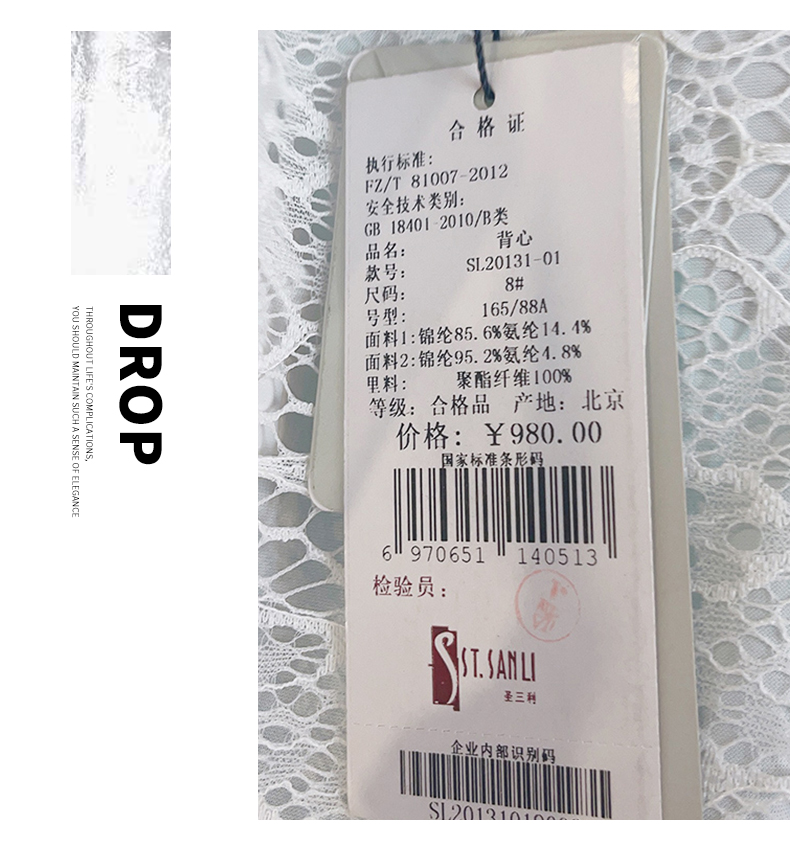 DROP
THROUGHOUT LIFE'S COMPLICATIONS,
YOU SHOULD MAINTAIN SUCH A SENSE OF ELEGANCE
合格证
执行标准:
FZ/T 81007-2012
安全技术类别:
GB 18401-2010/B类
品名: 背心
款号: SL20131-01
尺码: 8#
号型: 165/88A
面料1:锦纶85.6%氨纶14.4%
面料2:锦纶95.2%氨纶4.8%
里料: 聚酯纤维100%
等级: 合格品 产地: 北京
价格: ¥980.00
国家标准条形码
6 970651 140513
检验员:
ST.SANLI
圣三利
企业内部识别码